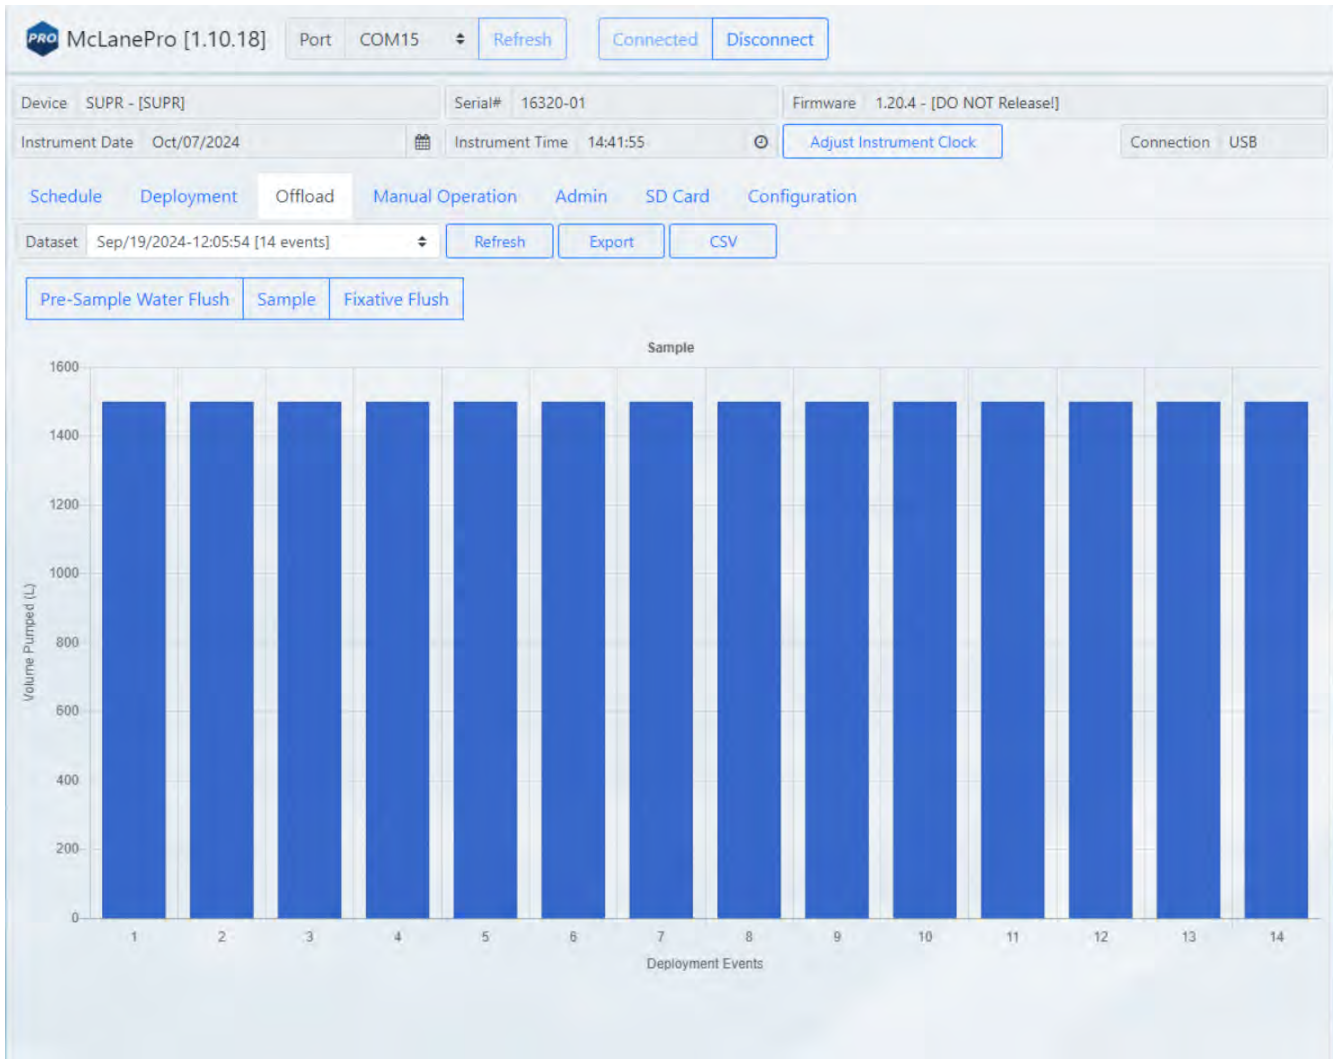 PRO McLanePro [1.10.18] Port COM15 Refresh Connected Disconnect
Device SUPR - [SUPR] Serial# 16320-01 Firmware 1.20.4 - [DO NOT Release!]
Instrument Date Oct/07/2024 Instrument Time 14:41:55 Adjust Instrument Clock Connection USB
Schedule Deployment Offload Manual Operation Admin SD Card Configuration
Dataset Sep/19/2024-12:05:54 [14 events] Refresh Export CSV
Pre-Sample Water Flush Sample Fixative Flush
Sample
Volume Pumped (L)
1600
1400
1200
1000
800
600
400
200
0
1 2 3 4 5 6 7 8 9 10 11 12 13 14
Deployment Events